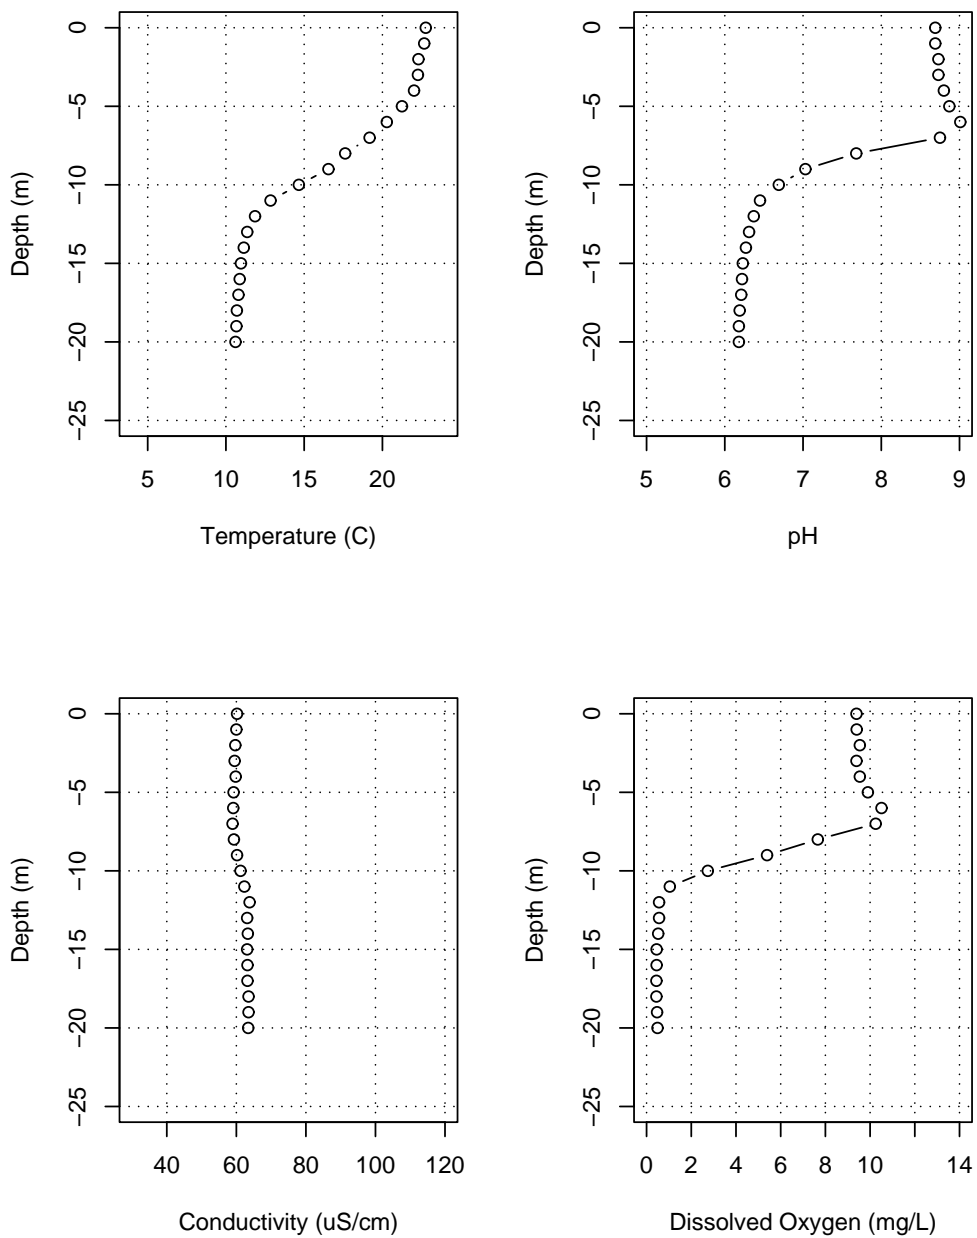 0
−5
−10
−15
−20
−25
Depth (m)
5 10 15 20
Temperature (C)
0
−5
−10
−15
−20
−25
Depth (m)
5 6 7 8 9
pH
0
−5
−10
−15
−20
−25
Depth (m)
40 60 80 100 120
Conductivity (uS/cm)
0
−5
−10
−15
−20
−25
Depth (m)
0 2 4 6 8 10 14
Dissolved Oxygen (mg/L)